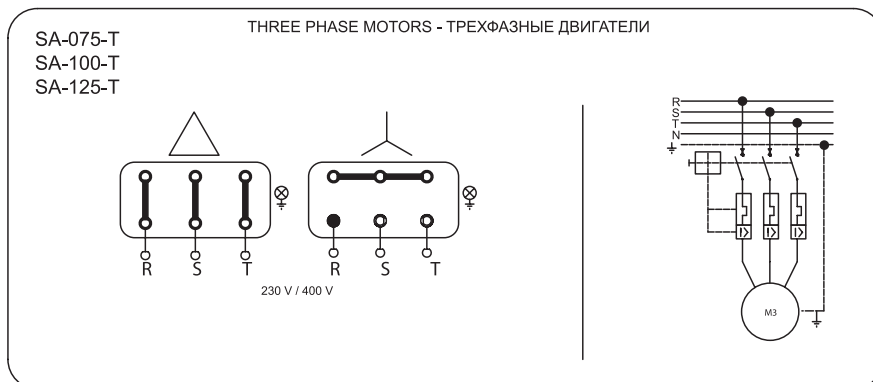 THREE PHASE MOTORS - ТРЕХФАЗНЫЕ ДВИГАТЕЛИ
SA-075-T
SA-100-T
SA-125-T
R S T
R S T
230 V / 400 V
R
S
T
N
I> I> I>
M3